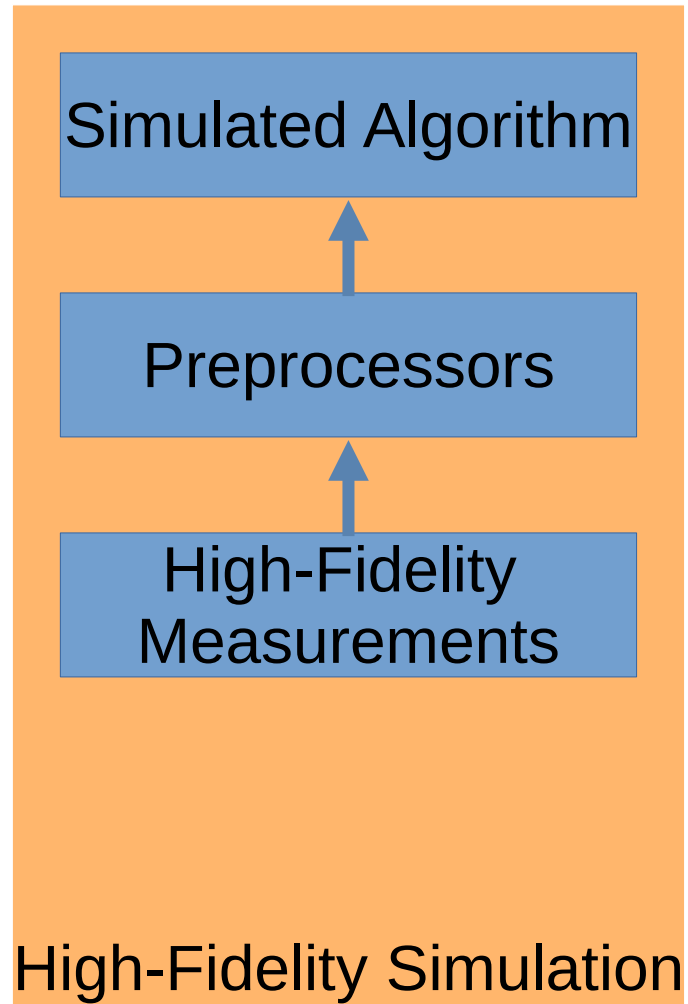 Simulated Algorithm
Preprocessors
High-Fidelity
Measurements
High-Fidelity Simulation